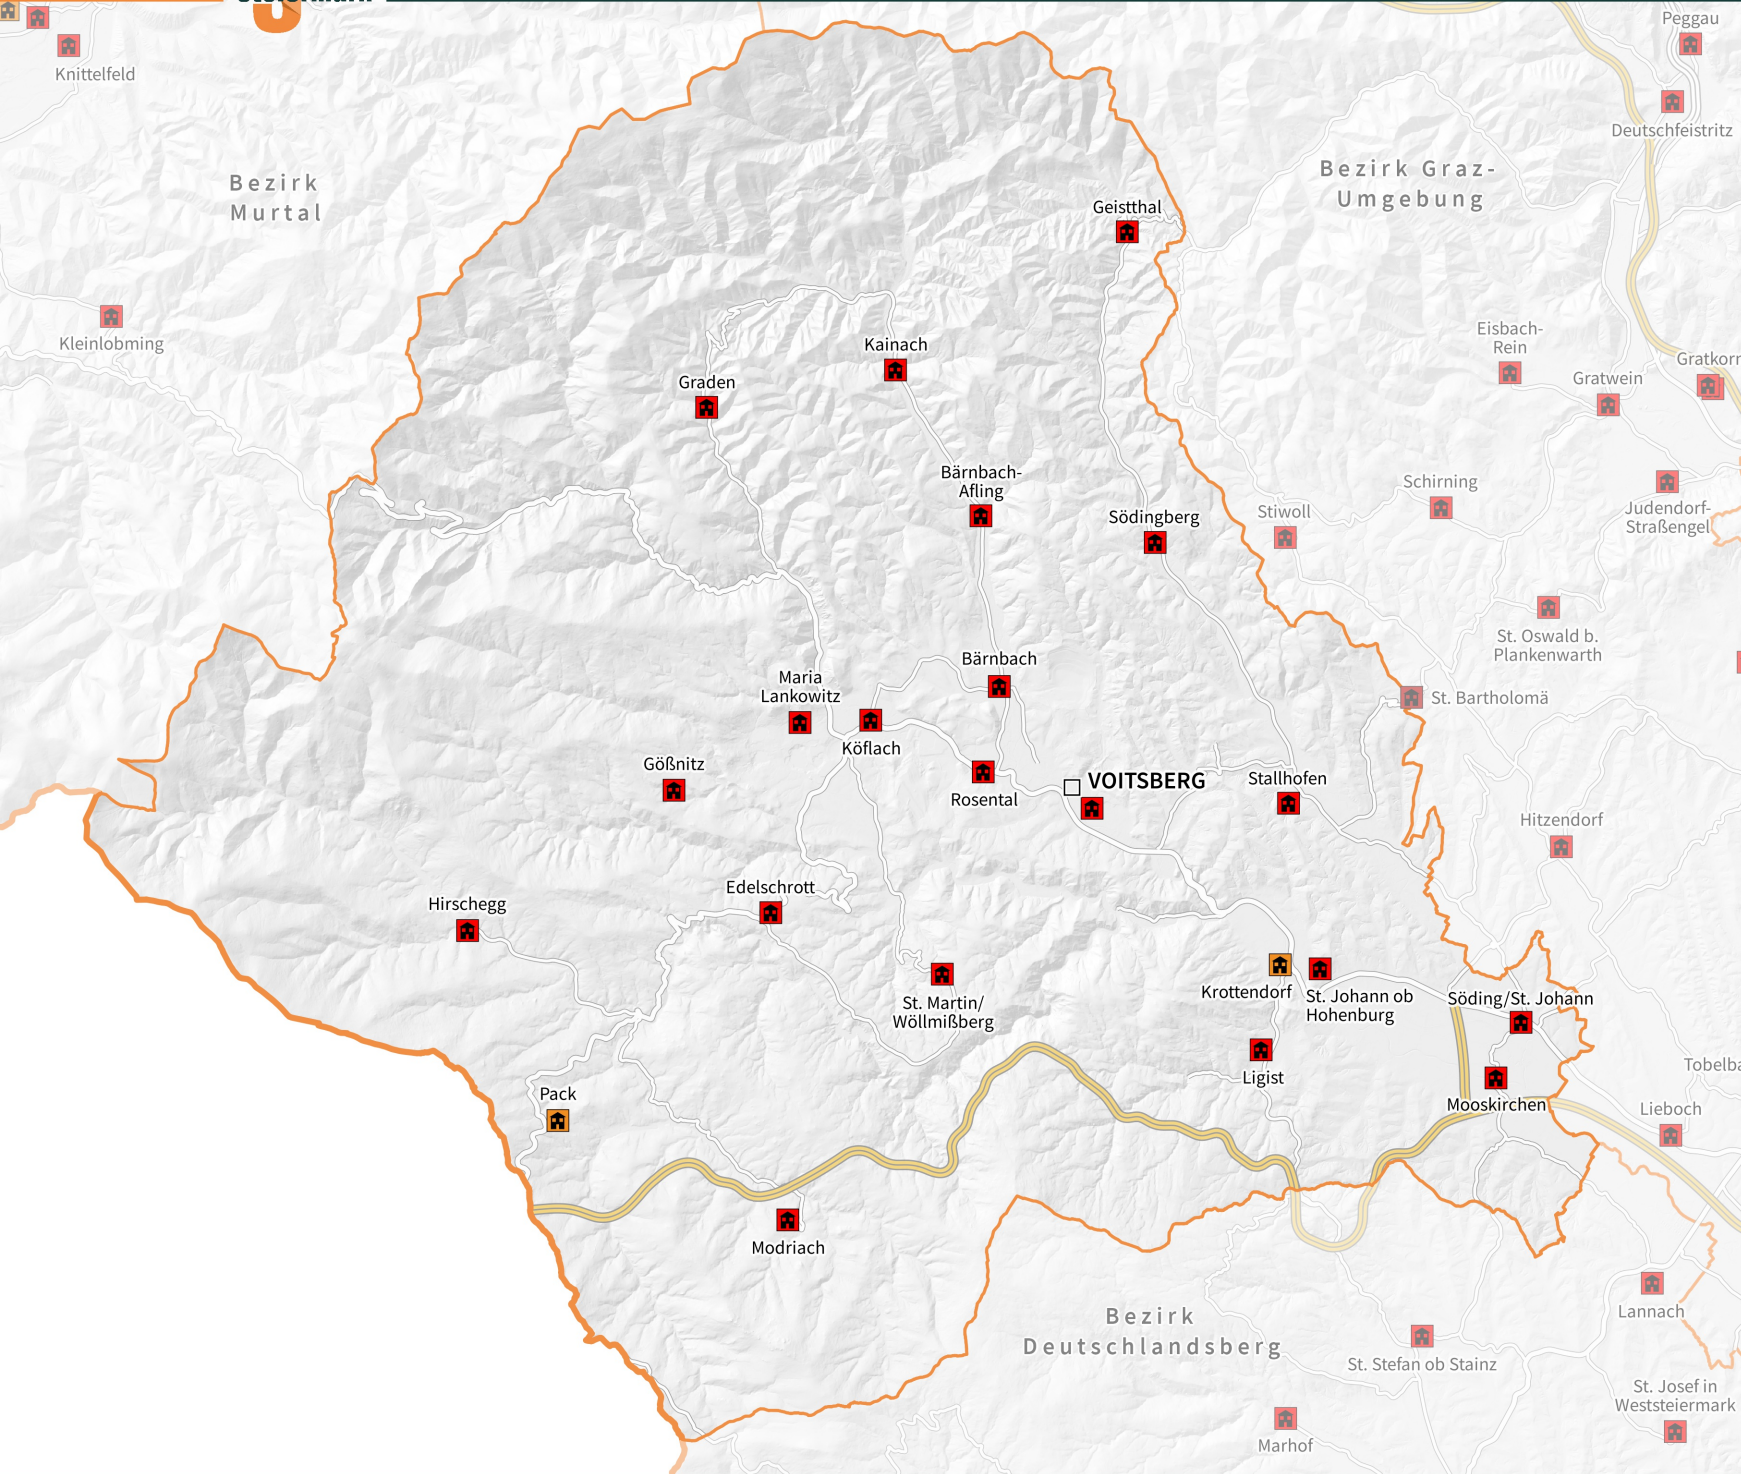 Peggau
Knittelfeld
Deutschfeistritz
Bezirk Graz-
Umgebung
Bezirk
Murtal
Geistthal
Kleinlobming
Kainach
Eisbach-
Rein
Gratkorn
Graden
Gratwein
Bärnbach-
Afling
Schirning
Södingberg
Stiwoll
Judendorf-
Straßengel
St. Oswald b.
Plankenwarth
Bärnbach
Maria
Lankowitz
St. Bartholomä
Köflach
Gößnitz
VOITSBERG
Stallhofen
Rosental
Hitzendorf
Edelschrott
Hirschegg
Krottendorf
St. Johann ob
Hohenburg
Söding/St. Johann
St. Martin/
Wöllmißberg
Ligist
Tobelba
Pack
Mooskirchen
Lieboch
Modriach
Bezirk
Deutschlandsberg
Lannach
St. Stefan ob Stainz
St. Josef in
Weststeiermark
Marhof